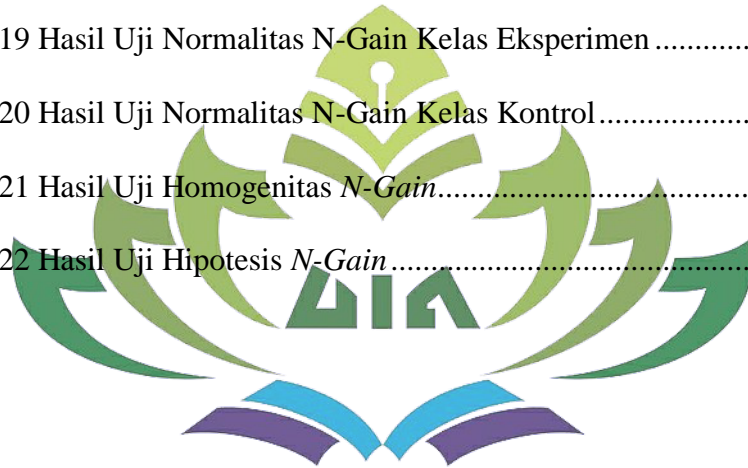 19 Hasil Uji Normalitas N-Gain Kelas Eksperimen ............
20 Hasil Uji Normalitas N-Gain Kelas Kontrol ...................
21 Hasil Uji Homogenitas N-Gain .......................................
22 Hasil Uji Hipotesis N-Gain .............................................
UIN